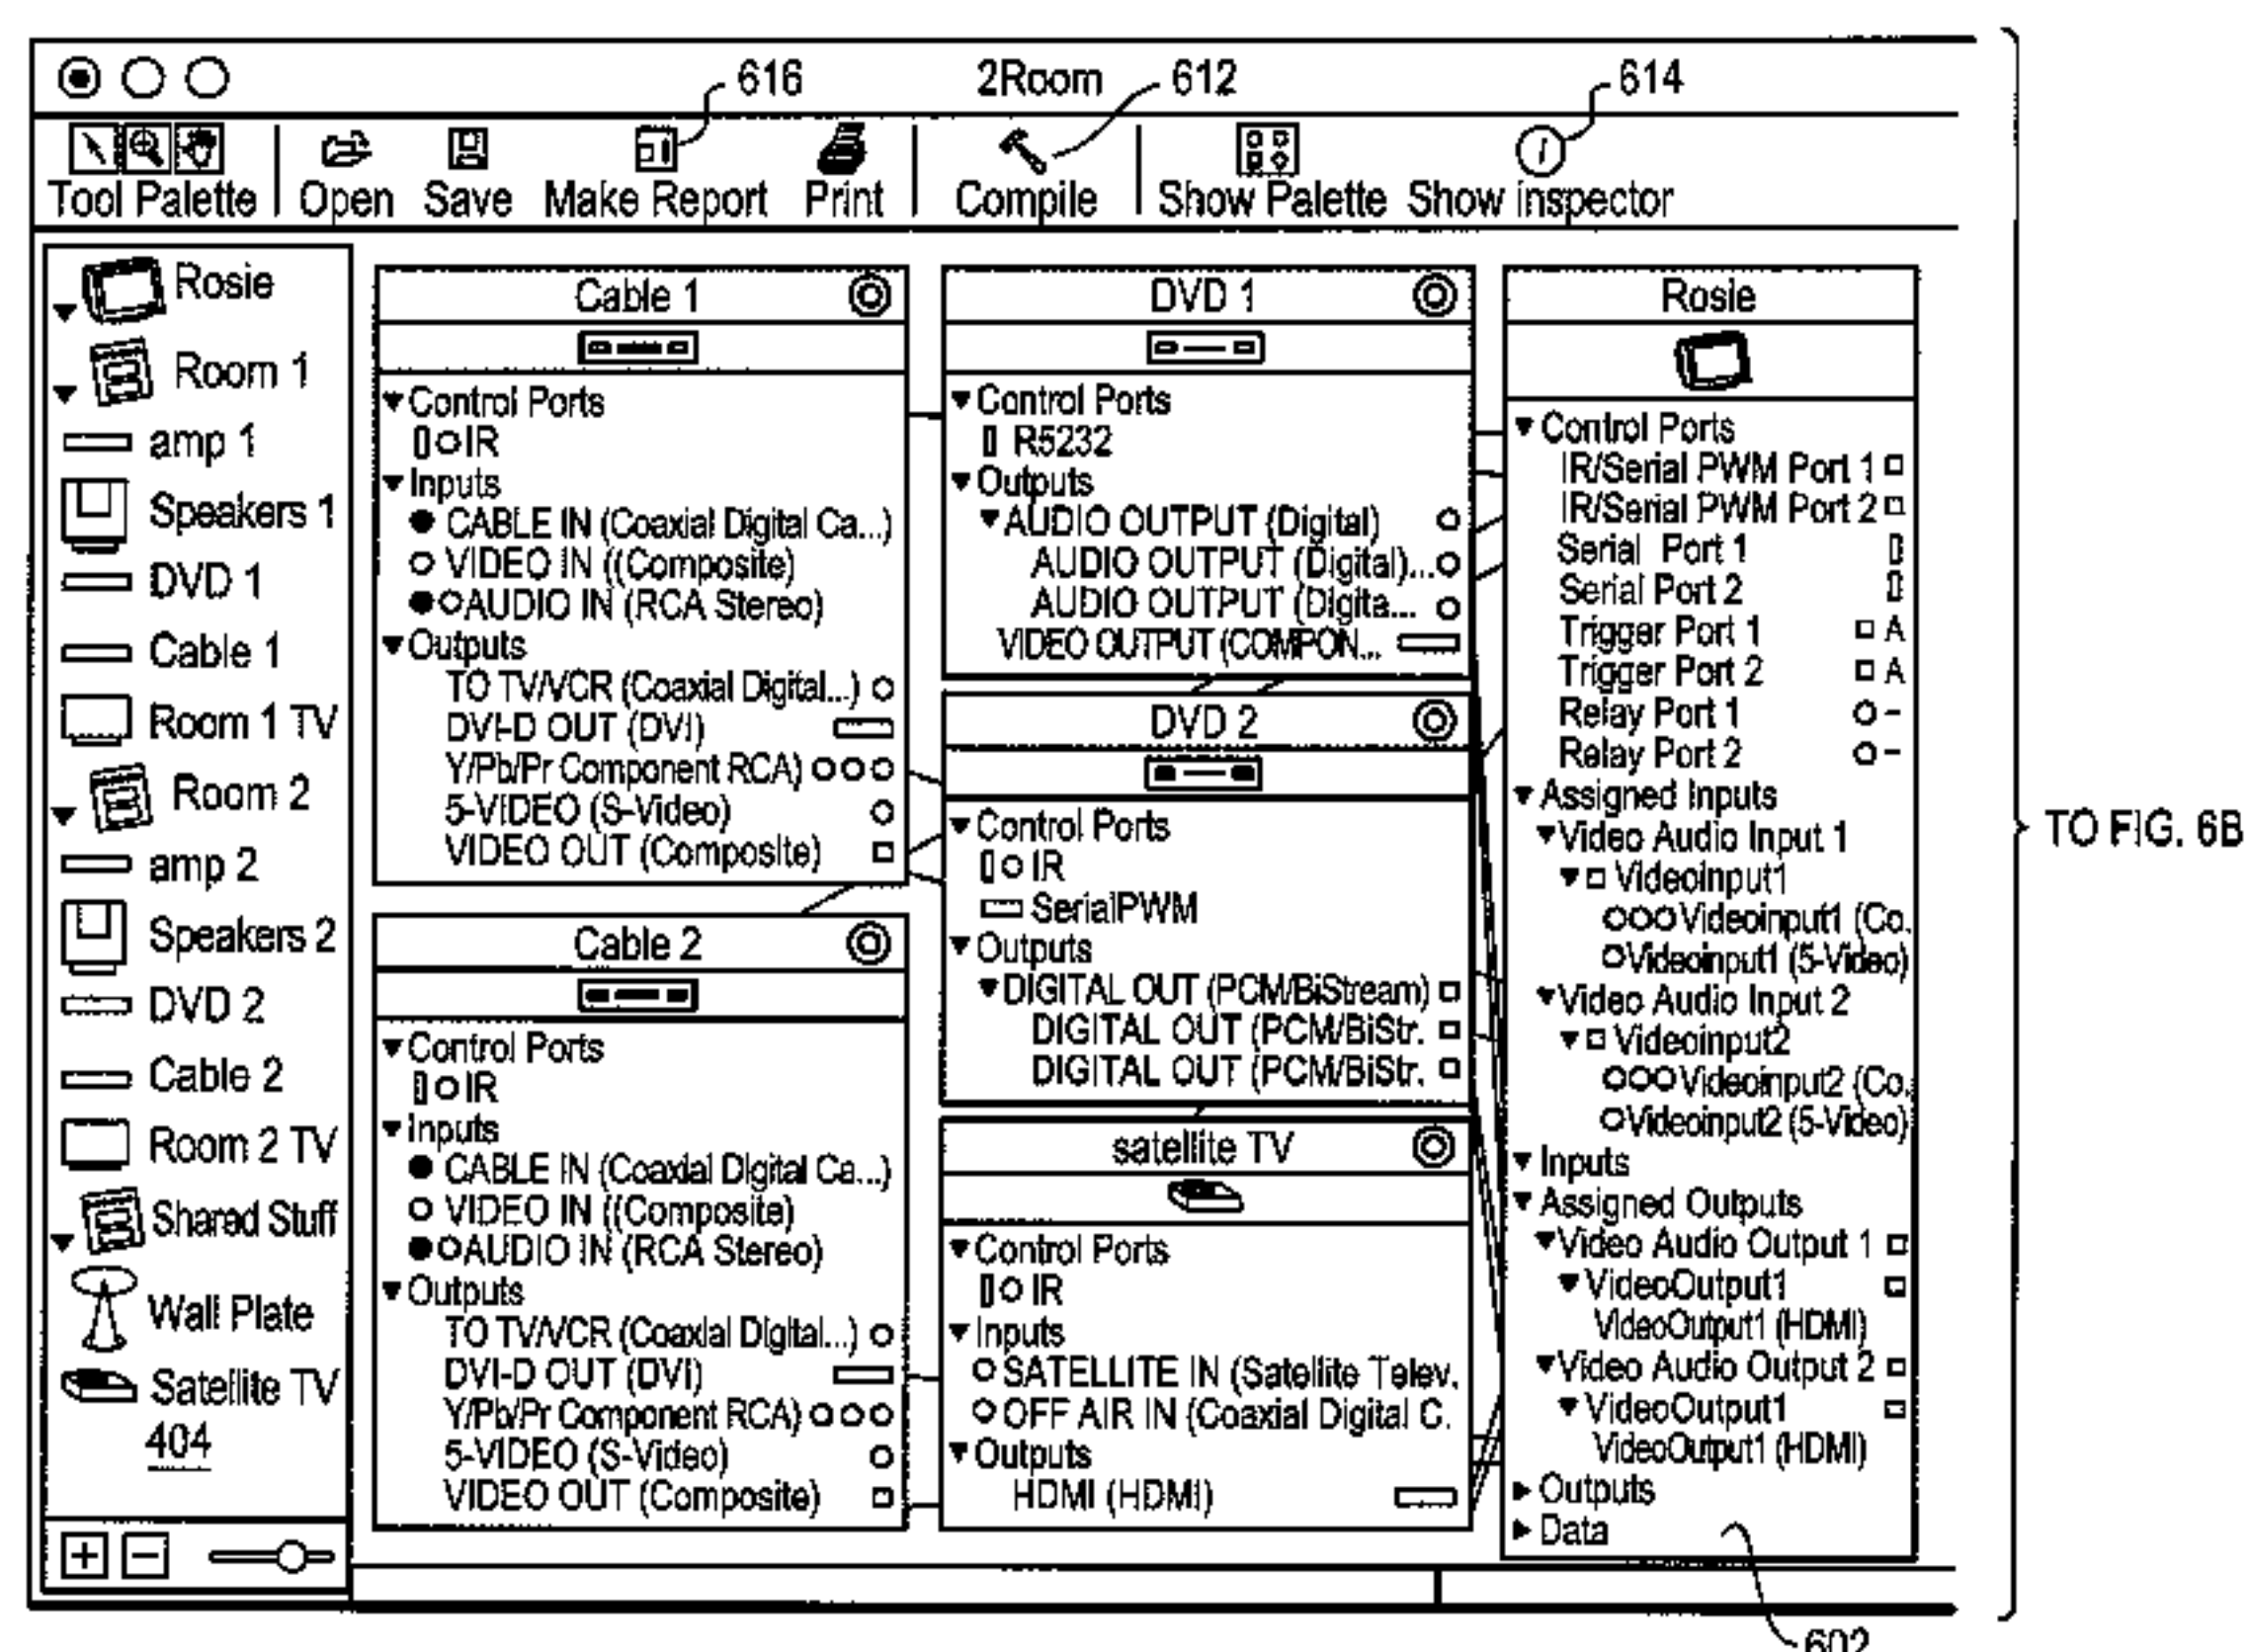 616
2Room
612
614
Tool Palette
Open
Save
Make Report
Print
Compile
Show Palette
Show inspector
Rosie
Room 1
amp 1
Speakers 1
DVD 1
Cable 1
Room 1 TV
Room 2
amp 2
Speakers 2
DVD 2
Cable 2
Room 2 TV
Shared Stuff
Wall Plate
Satellite TV
404
Cable 1
Control Ports
IR
Inputs
CABLE IN (Coaxial Digital Ca...)
VIDEO IN ((Composite)
AUDIO IN (RCA Stereo)
Outputs
TO TV/VCR (Coaxial Digital...)
DVI-D OUT (DVI)
Y/Pb/Pr Component RCA)
5-VIDEO (S-Video)
VIDEO OUT (Composite)
Cable 2
Control Ports
IR
Inputs
CABLE IN (Coaxial Digital Ca...)
VIDEO IN ((Composite)
AUDIO IN (RCA Stereo)
Outputs
TO TV/VCR (Coaxial Digital...)
DVI-D OUT (DVI)
Y/Pb/Pr Component RCA)
5-VIDEO (S-Video)
VIDEO OUT (Composite)
DVD 1
Control Ports
R5232
Outputs
AUDIO OUTPUT (Digital)
AUDIO OUTPUT (Digital)...
AUDIO OUTPUT (Digita...
VIDEO OUTPUT (COMPON...
DVD 2
Control Ports
IR
SerialPWM
Outputs
DIGITAL OUT (PCM/BiStream)
DIGITAL OUT (PCM/BiStr.
DIGITAL OUT (PCM/BiStr.
satellite TV
Control Ports
IR
Inputs
SATELLITE IN (Satellite Telev.
OFF AIR IN (Coaxial Digital C.
Outputs
HDMI (HDMI)
Rosie
Control Ports
IR/Serial PWM Port 1
IR/Serial PWM Port 2
Serial Port 1
Serial Port 2
Trigger Port 1 A
Trigger Port 2 A
Relay Port 1 -
Relay Port 2 -
Assigned Inputs
Video Audio Input 1
Videoinput1
Videoinput1 (Co.
Videoinput1 (5-Video)
Video Audio Input 2
Videoinput2
Videoinput2 (Co.
Videoinput2 (5-Video)
Inputs
Assigned Outputs
Video Audio Output 1
VideoOutput1
VideoOutput1 (HDMI)
Video Audio Output 2
VideoOutput1
VideoOutput1 (HDMI)
Outputs
Data
602
TO FIG. 6B